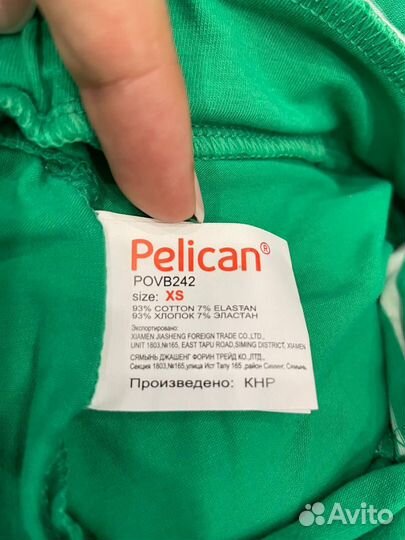 Pelican®
POVB242
size: XS
93% COTTON 7% ELASTAN
93% ХЛОПОК 7% ЭЛАСТАН
Экспортировано:
XIAMEN JIASHENG FOREIGN TRADE CO.,LTD.,
UNIT 1803,№165, EAST TAPU ROAD,SIMING DISTRICT, XIAMEN
СЯМЫНЬ ДЖАШЕНГ ФОРИН ТРЕЙД КО.,ЛТД.,
Секция 1803,№165,улица Ист Тапу 165 ,район Симинг, Сямынь
Произведено: КНР
Avito